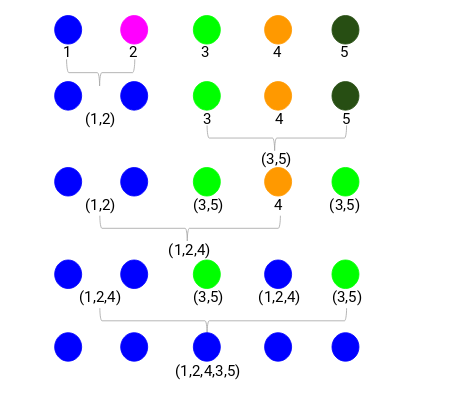 1 2 3 4 5
(1,2) 3 4 5
(3,5)
(1,2) (3,5) 4 (3,5)
(1,2,4)
(1,2,4) (3,5) (1,2,4) (3,5)
(1,2,4,3,5)